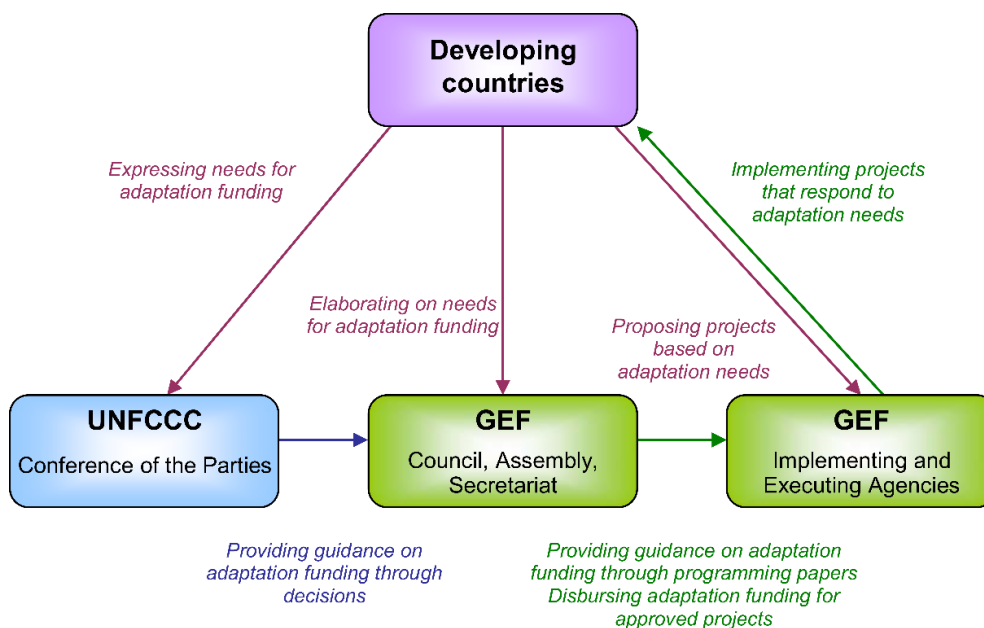 Developing
countries
Expressing needs for
adaptation funding
Implementing projects
that respond to
adaptation needs
Elaborating on needs
for adaptation funding
Proposing projects
based on
adaptation needs
UNFCCC
Conference of the Parties
GEF
Council, Assembly,
Secretariat
GEF
Implementing and
Executing Agencies
Providing guidance on
adaptation funding through
decisions
Providing guidance on adaptation
funding through programming papers
Disbursing adaptation funding for
approved projects